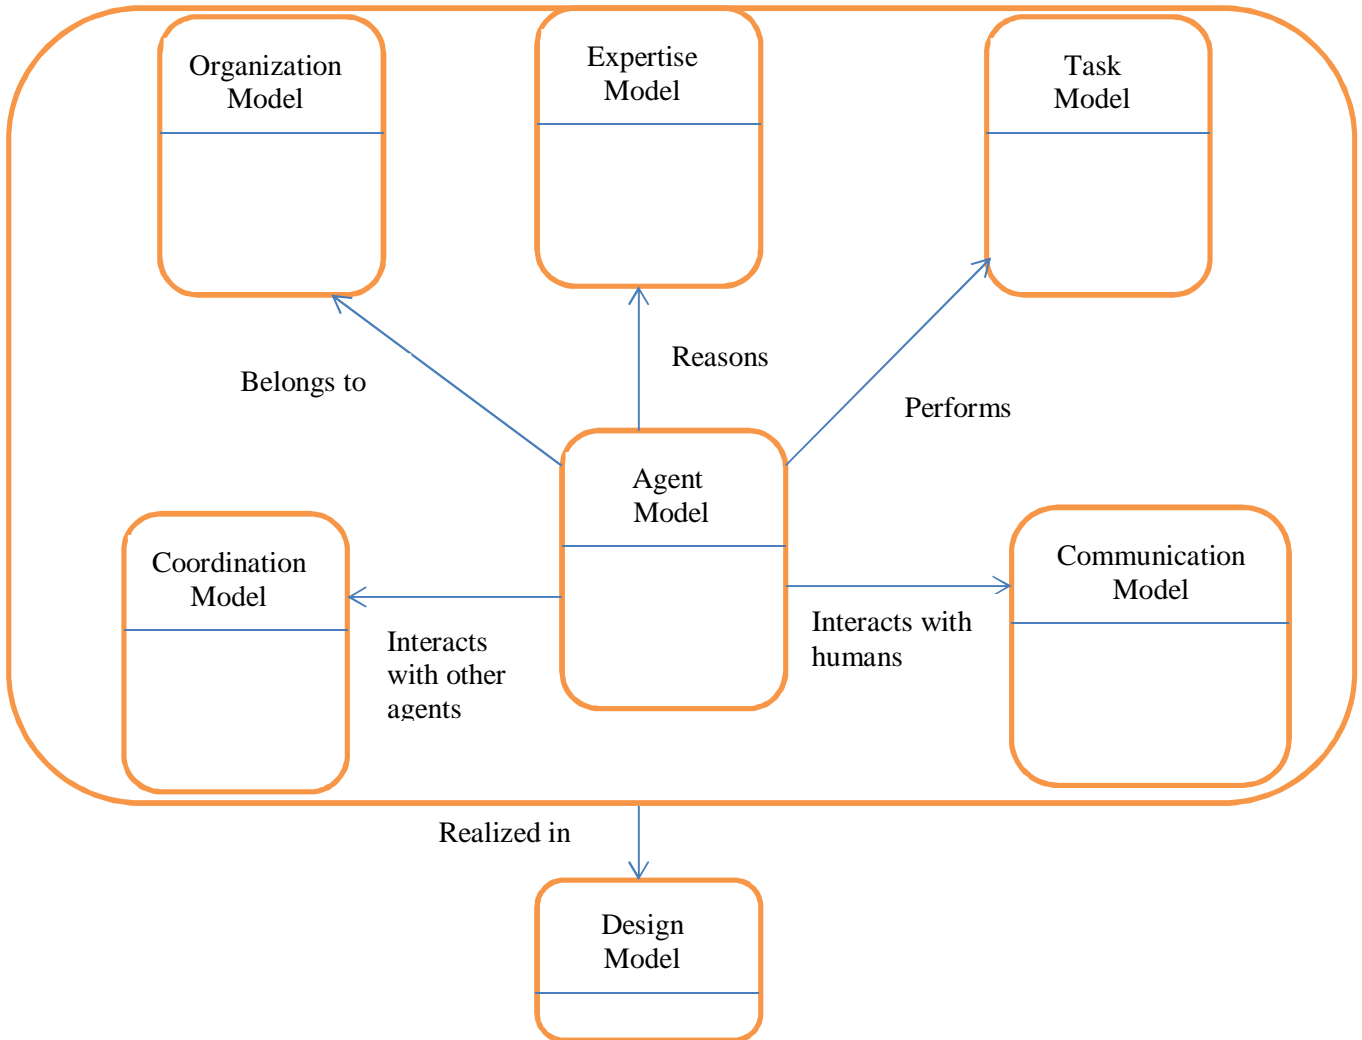 Organization
Model
Expertise
Model
Task
Model
Belongs to
Reasons
Performs
Agent
Model
Coordination
Model
Communication
Model
Interacts
with other
agents
Interacts with
humans
Realized in
Design
Model